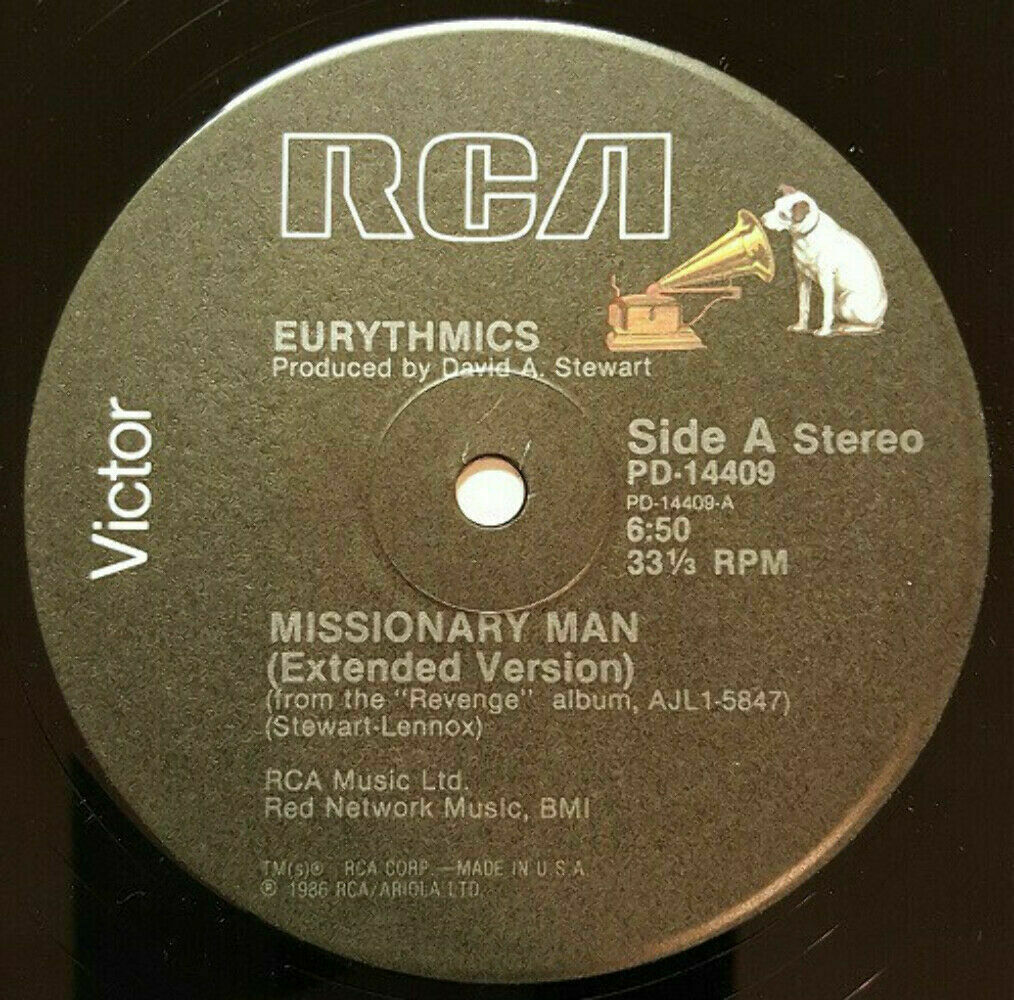 RCA
EURYTHMICS
Produced by David A. Stewart
Victor
Side A Stereo
PD-14409
PD-14409-A
6:50
33⅓ RPM
MISSIONARY MAN
(Extended Version)
(from the "Revenge" album, AJL1-5847)
(Stewart-Lennox)
RCA Music Ltd.
Red Network Music, BMI
TM(s)® RCA CORP.—MADE IN U.S.A.
℗ 1986 RCA/ARIOLA LTD.